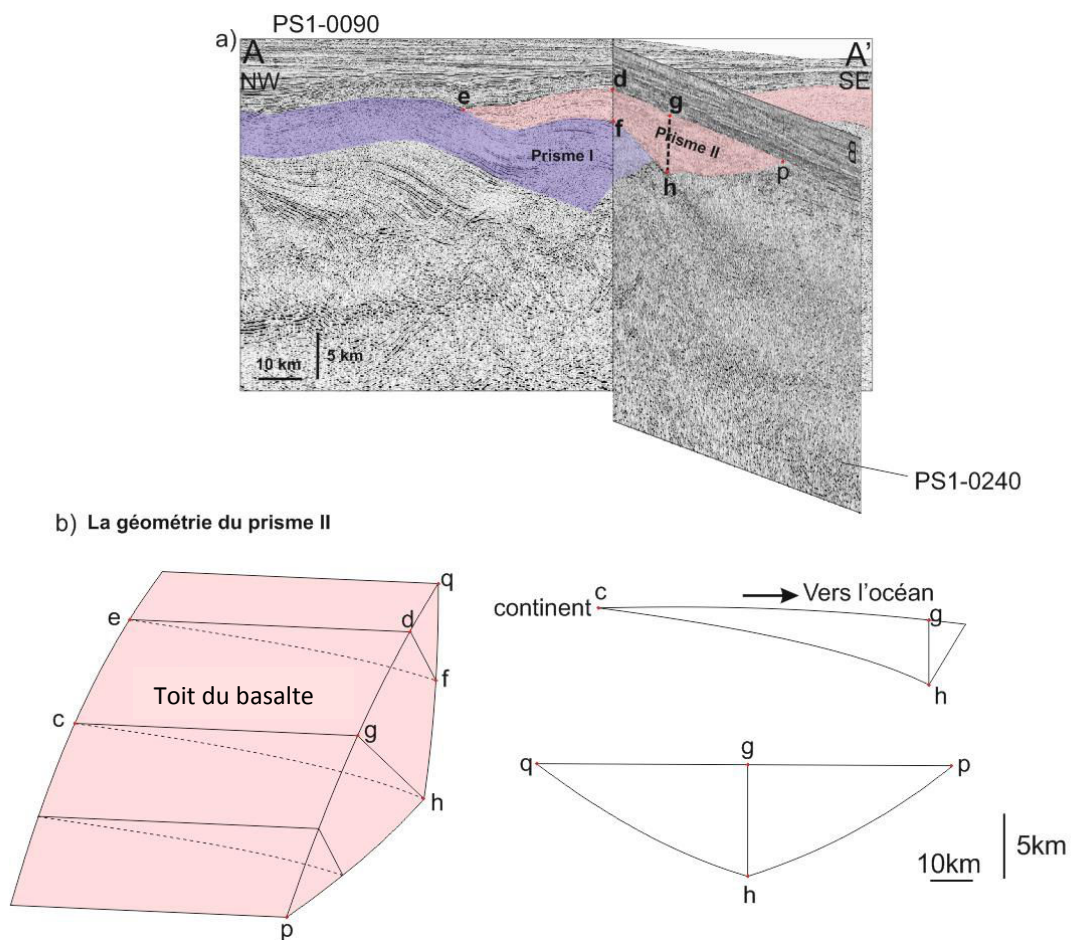 PS1-0090
a)
A
A'
NW
SE
e
d
g
f
Prisme I
Prisme II
h
p
10 km
5 km
PS1-0240
b) La géométrie du prisme II
q
e
d
f
Toit du basalte
c
g
h
p
c
Vers l'océan
continent
g
h
q
g
p
h
10km
5km